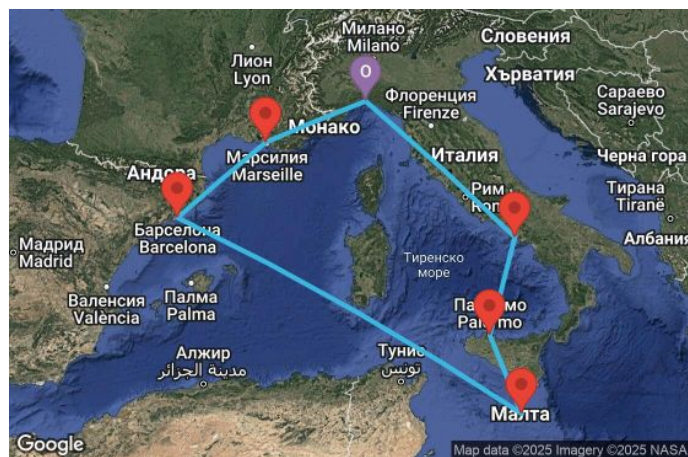 Милано
Milano
Словения
Лион
Lyon
O
Хърватия
Флоренция
Firenze
Сараево
Sarajevo
Монако
Марсилия
Marseille
Италия
Черна гора
Андора
Рим
Тирана
Tiranë
Барселона
Barcelona
Албания
Мадрид
Madrid
Тиренско
море
Валенсия
València
Палма
Palma
Алжир
مدينة الجزائر
Тунис
تونس
Малта
Google
Map data ©2025 Imagery ©2025 NASA